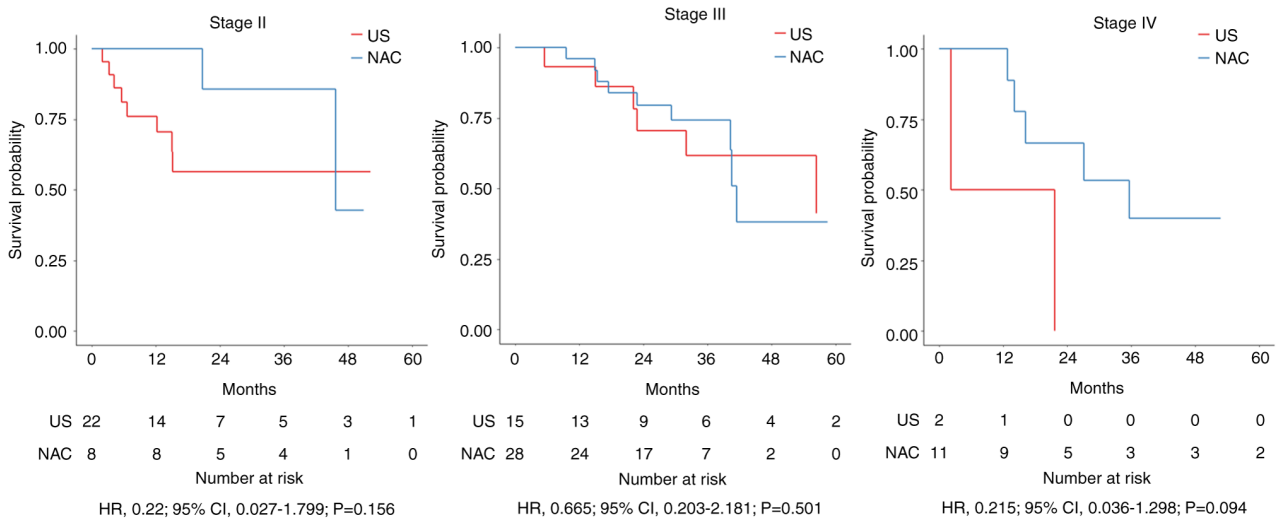 Stage II
US
NAC
1.00
0.75
0.50
0.25
0.00
Survival probability
0 12 24 36 48 60
Months
US 22 14 7 5 3 1
NAC 8 8 5 4 1 0
Number at risk
HR, 0.22; 95% CI, 0.027-1.799; P=0.156
Stage III
US
NAC
1.00
0.75
0.50
0.25
0.00
Survival probability
0 12 24 36 48 60
Months
US 15 13 9 6 4 2
NAC 28 24 17 7 2 0
Number at risk
HR, 0.665; 95% CI, 0.203-2.181; P=0.501
Stage IV
US
NAC
1.00
0.75
0.50
0.25
0.00
Survival probability
0 12 24 36 48 60
Months
US 2 1 0 0 0 0
NAC 11 9 5 3 3 2
Number at risk
HR, 0.215; 95% CI, 0.036-1.298; P=0.094